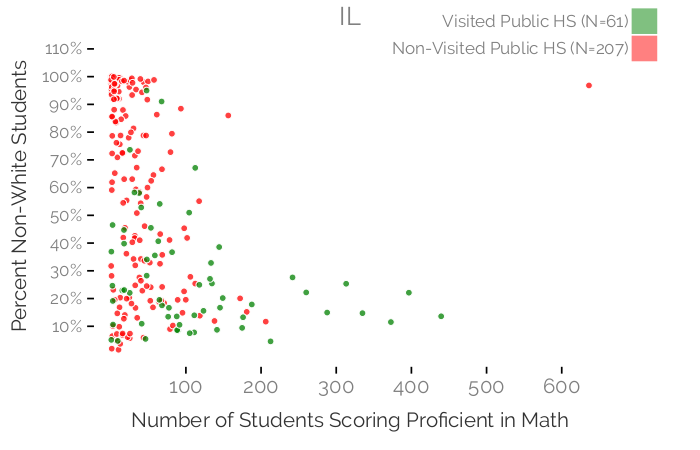 IL
Visited Public HS (N=61)
Non-Visited Public HS (N=207)
Percent Non-White Students
110%
100%
90%
80%
70%
60%
50%
40%
30%
20%
10%
100 200 300 400 500 600
Number of Students Scoring Proficient in Math